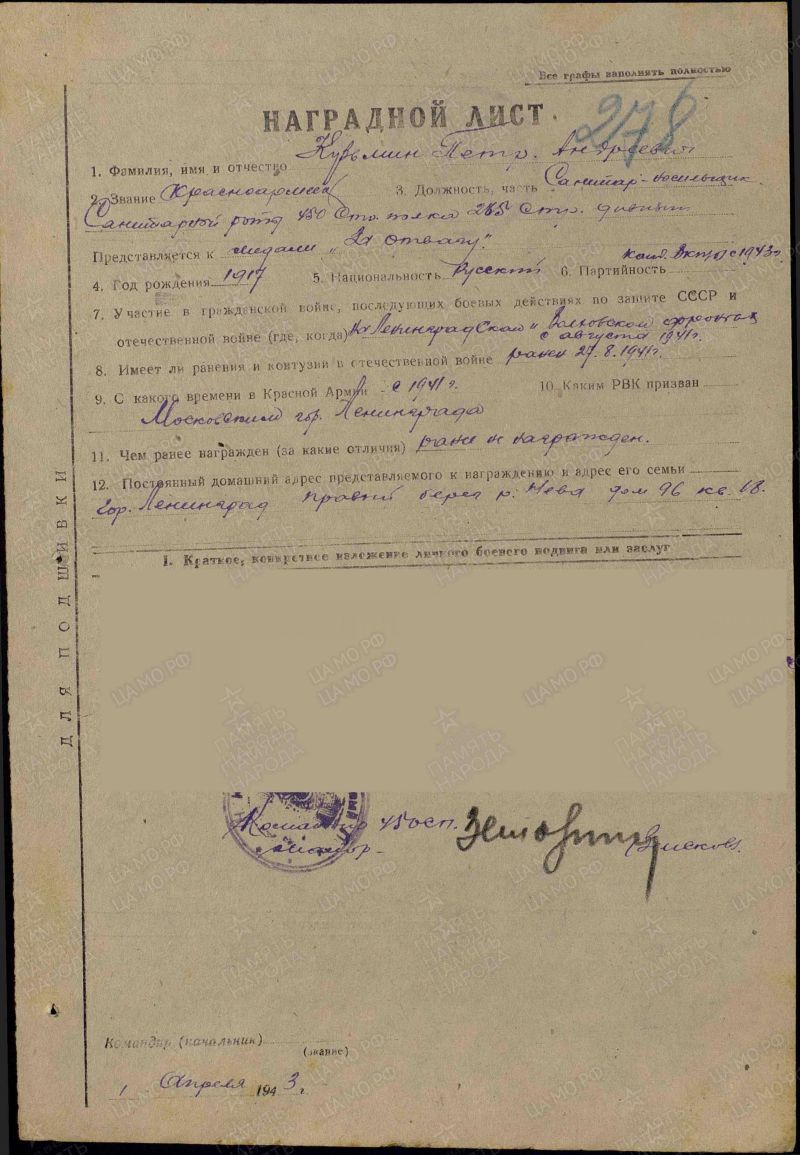 Все графы заполнять полностью
278
НАГРАДНОЙ ЛИСТ
1. Фамилия, имя и отчество Кузьмин Петр Андреевич
2. Звание Красноармеец 3. Должность, часть Санитар-носильщик
Санитарной роты 450 Стр. полка 265 Стр. дивизии
Представляется к медали "За отвагу"
4. Год рождения 1917 5. Национальность Русский 6. Партийность канд. ВКП(б) с 1943 г.
7. Участие в гражданской войне, последующих боевых действиях по защите СССР и
отечественной войне (где, когда) на Ленинградском и Волховском фронтах
с августа 1941 г.
8. Имеет ли ранения и контузии в отечественной войне ранен 27.8.1941 г.
9. С какого времени в Красной Армии с 1941 г. 10. Каким РВК призван
Московским гор. Ленинграда
11. Чем ранее награжден (за какие отличия) ранее не награжден.
12. Постоянный домашний адрес представляемого к награждению и адрес его семьи
гор. Ленинград правый берег р. Нева дом 96 кв. 18.
I. Краткое, конкретное изложение личного боевого подвига или заслуг
ДЛЯ ПОДШИВКИ
Командир 450 сп.
майор
Командир (начальник)
(звание)
1 Апреля 1943 г.
ЦАМО.РФ
ПАМЯТЬ НАРОДА